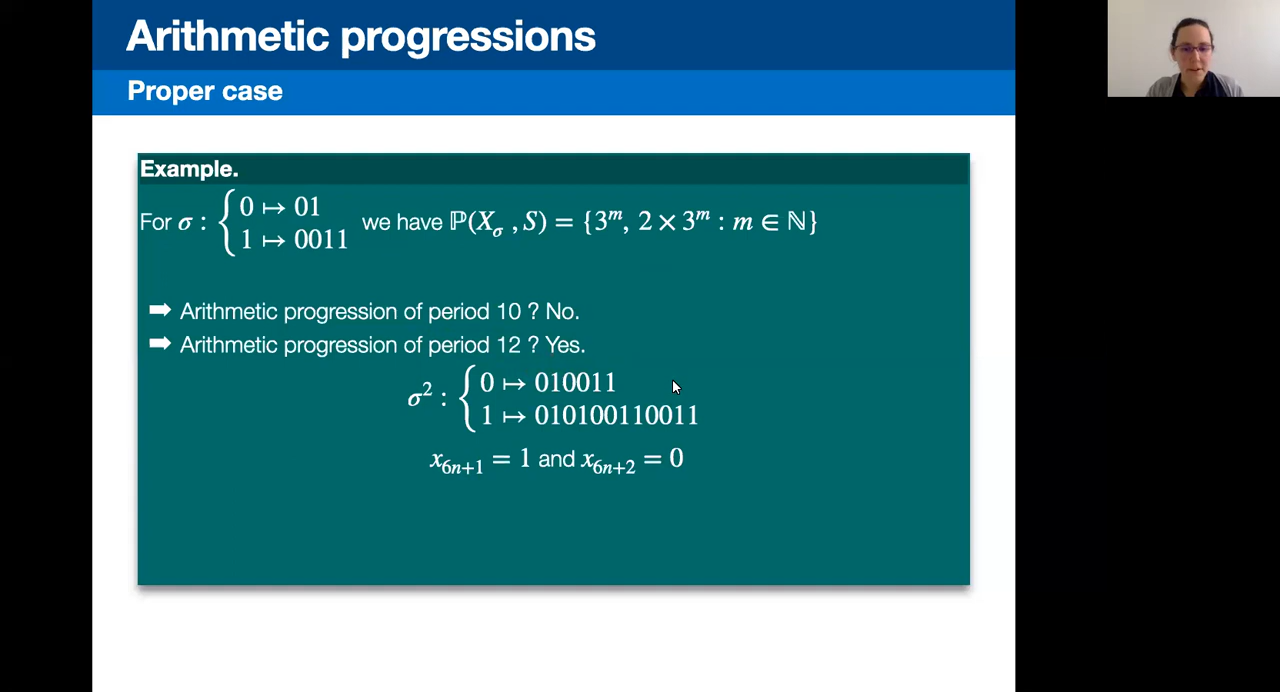 Arithmetic progressions
Proper case
Example.
For σ : { 0 ↦ 01
1 ↦ 0011 we have ℙ(X_σ , S) = {3^m, 2 × 3^m : m ∈ ℕ}
➡ Arithmetic progression of period 10 ? No.
➡ Arithmetic progression of period 12 ? Yes.
σ² : { 0 ↦ 010011
1 ↦ 010100110011
x_{6n+1} = 1 and x_{6n+2} = 0